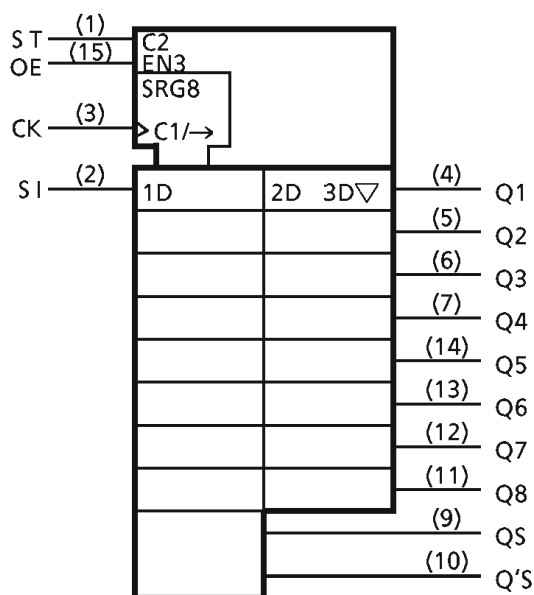 ST (1) C2
OE (15) EN3
SRG8
CK (3) C1/→
SI (2) 1D 2D 3D▽ (4) Q1
(5) Q2
(6) Q3
(7) Q4
(14) Q5
(13) Q6
(12) Q7
(11) Q8
(9) QS
(10) Q'S